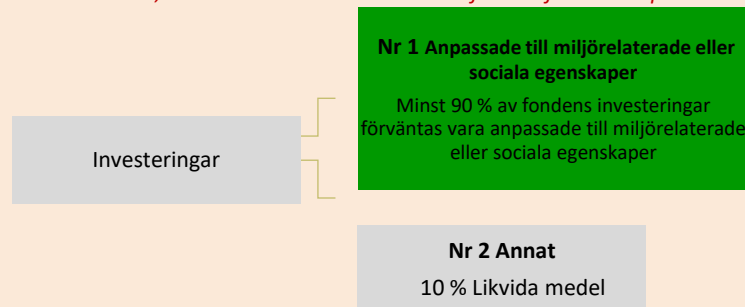 Nr 1 Anpassade till miljörelaterade eller
sociala egenskaper
Minst 90 % av fondens investeringar
förväntas vara anpassade till miljörelaterade
eller sociala egenskaper
Investeringar
Nr 2 Annat
10 % Likvida medel